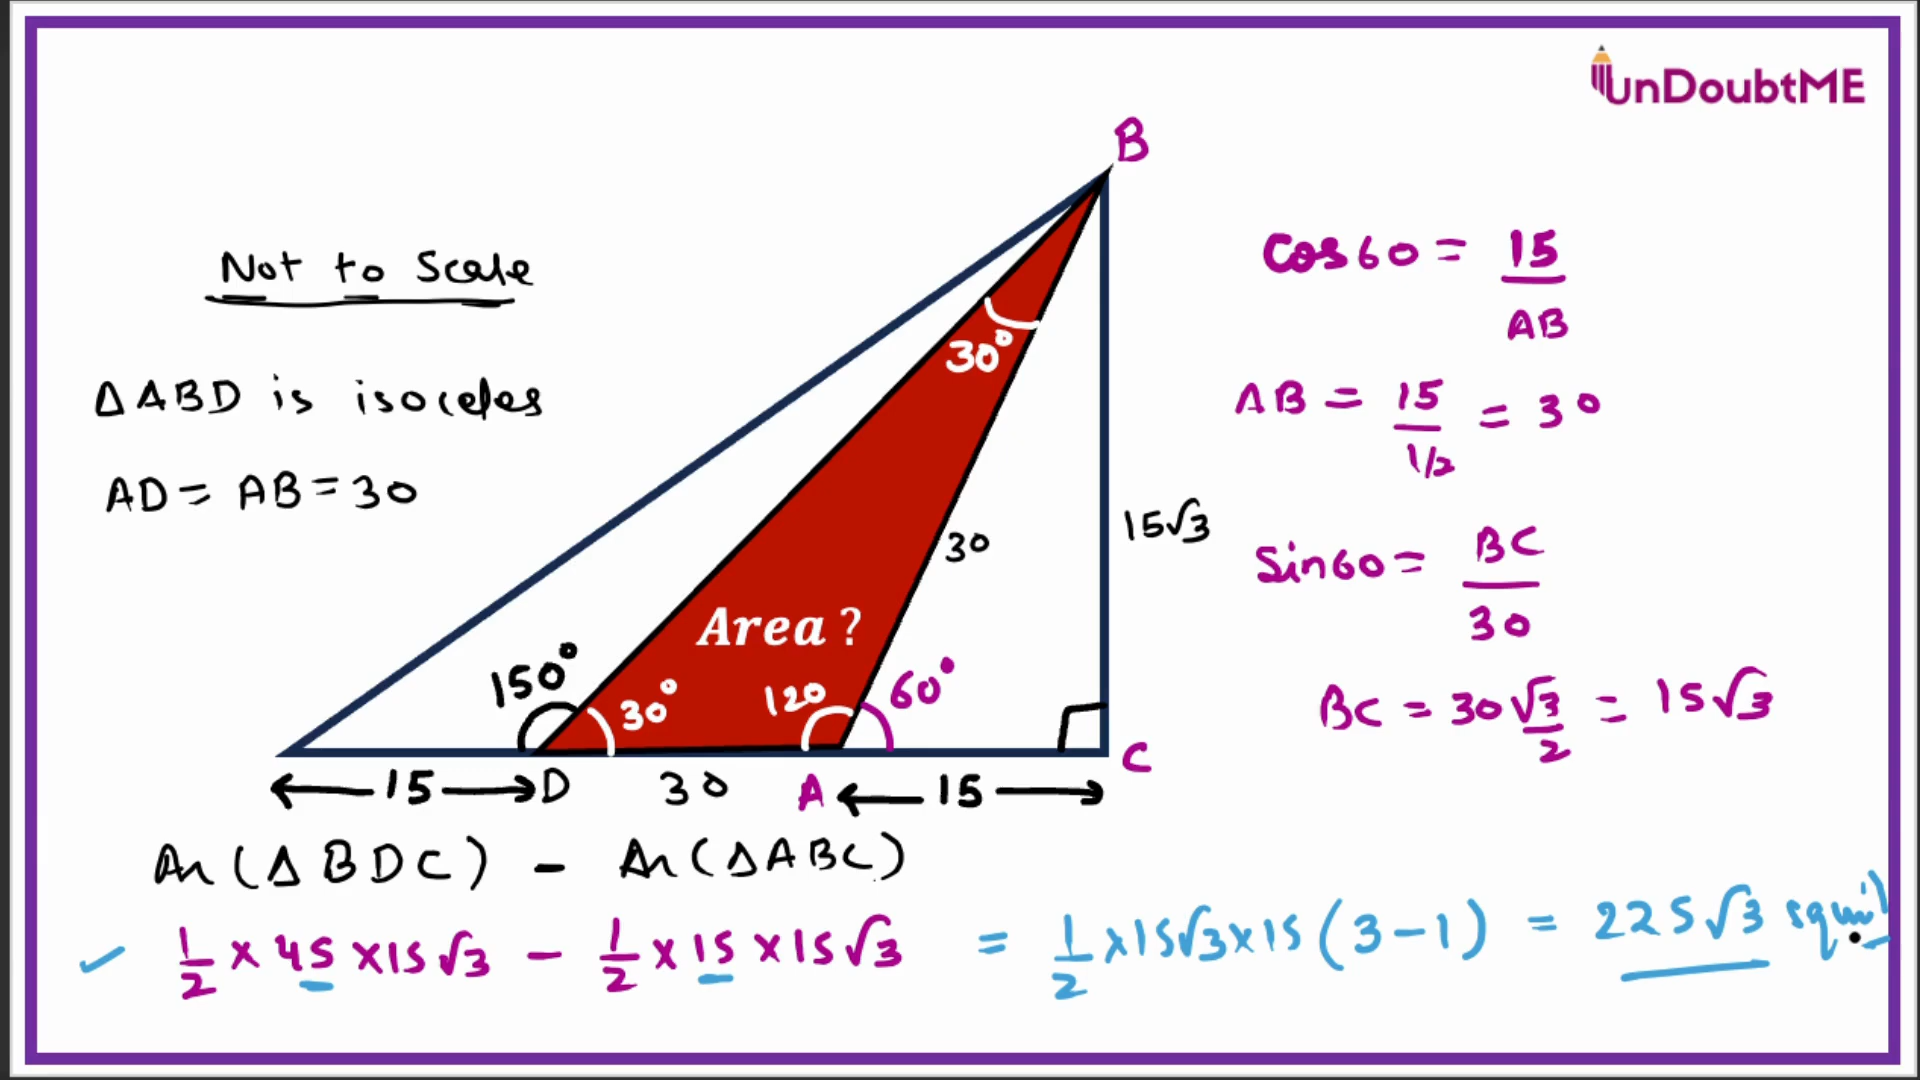 UnDoubtME
B
Not to Scale
cos60 = 15/AB
30°
ΔABD is isoceles
AB = 15/1/2 = 30
AD = AB = 30
15√3
30
Sin60 = BC/30
Area ?
150°
30°
120
60°
BC = 30√3/2 = 15√3
C
15
D
30
A
15
Ar(ΔBDC) - Ar(ΔABC)
1/2 × 45 × 15√3 - 1/2 × 15 × 15√3 = 1/2 × 15√3 × 15 (3-1) = 225√3